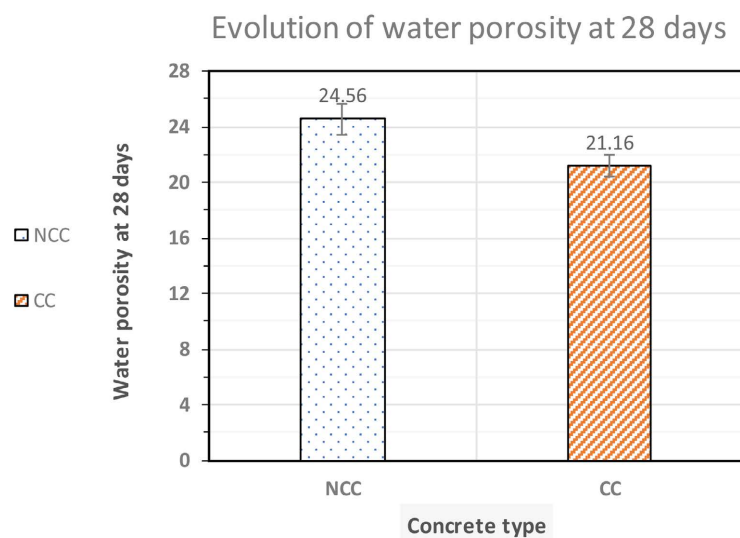 Evolution of water porosity at 28 days
28
24
20
16
12
8
4
0
Water porosity at 28 days
24.56
21.16
NCC
CC
NCC
CC
Concrete type